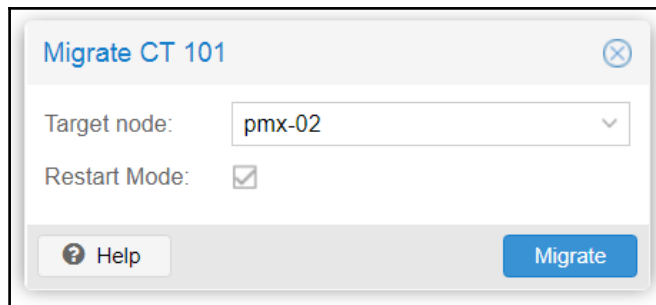 Migrate CT 101
Target node: pmx-02
Restart Mode:
Help Migrate